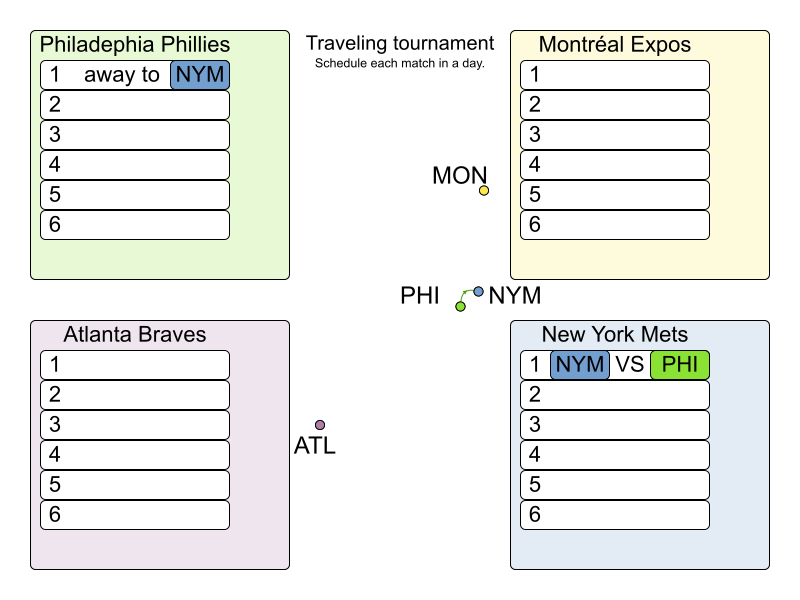 Philadephia Phillies
1 away to NYM
2
3
4
5
6
Traveling tournament
Schedule each match in a day.
Montréal Expos
1
2
3
4
5
6
MON
PHI
NYM
Atlanta Braves
1
2
3
4
5
6
ATL
New York Mets
1 NYM VS PHI
2
3
4
5
6